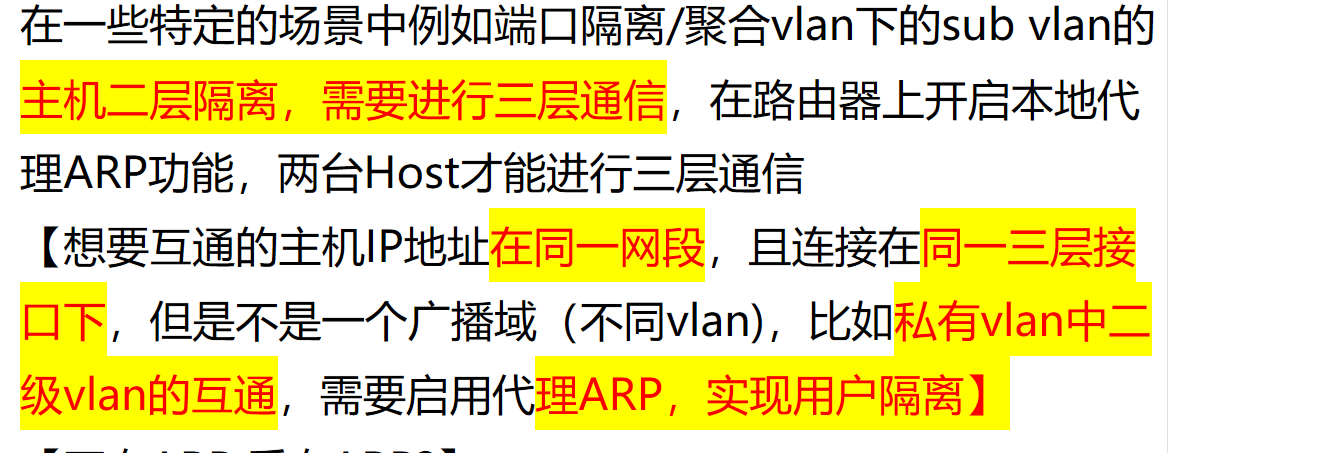 在一些特定的场景中例如端口隔离/聚合vlan下的sub vlan的
主机二层隔离，需要进行三层通信，在路由器上开启本地代
理ARP功能，两台Host才能进行三层通信
【想要互通的主机IP地址在同一网段，且连接在同一三层接
口下，但是不是一个广播域（不同vlan)，比如私有vlan中二
级vlan的互通，需要启用代理ARP，实现用户隔离】